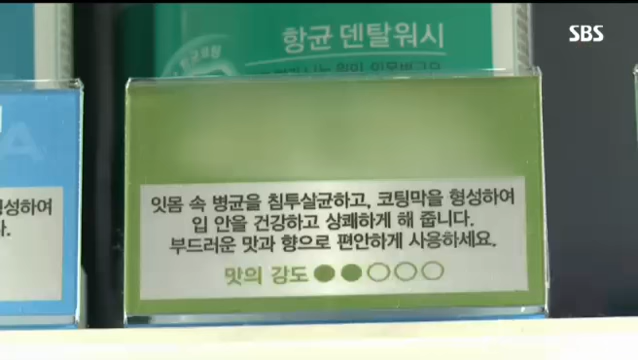 SBS
항균 덴탈워시
잇몸 속 병균을 침투살균하고, 코팅막을 형성하여
입 안을 건강하고 상쾌하게 해 줍니다.
부드러운 맛과 향으로 편안하게 사용하세요.
맛의 강도
형성하여
다.